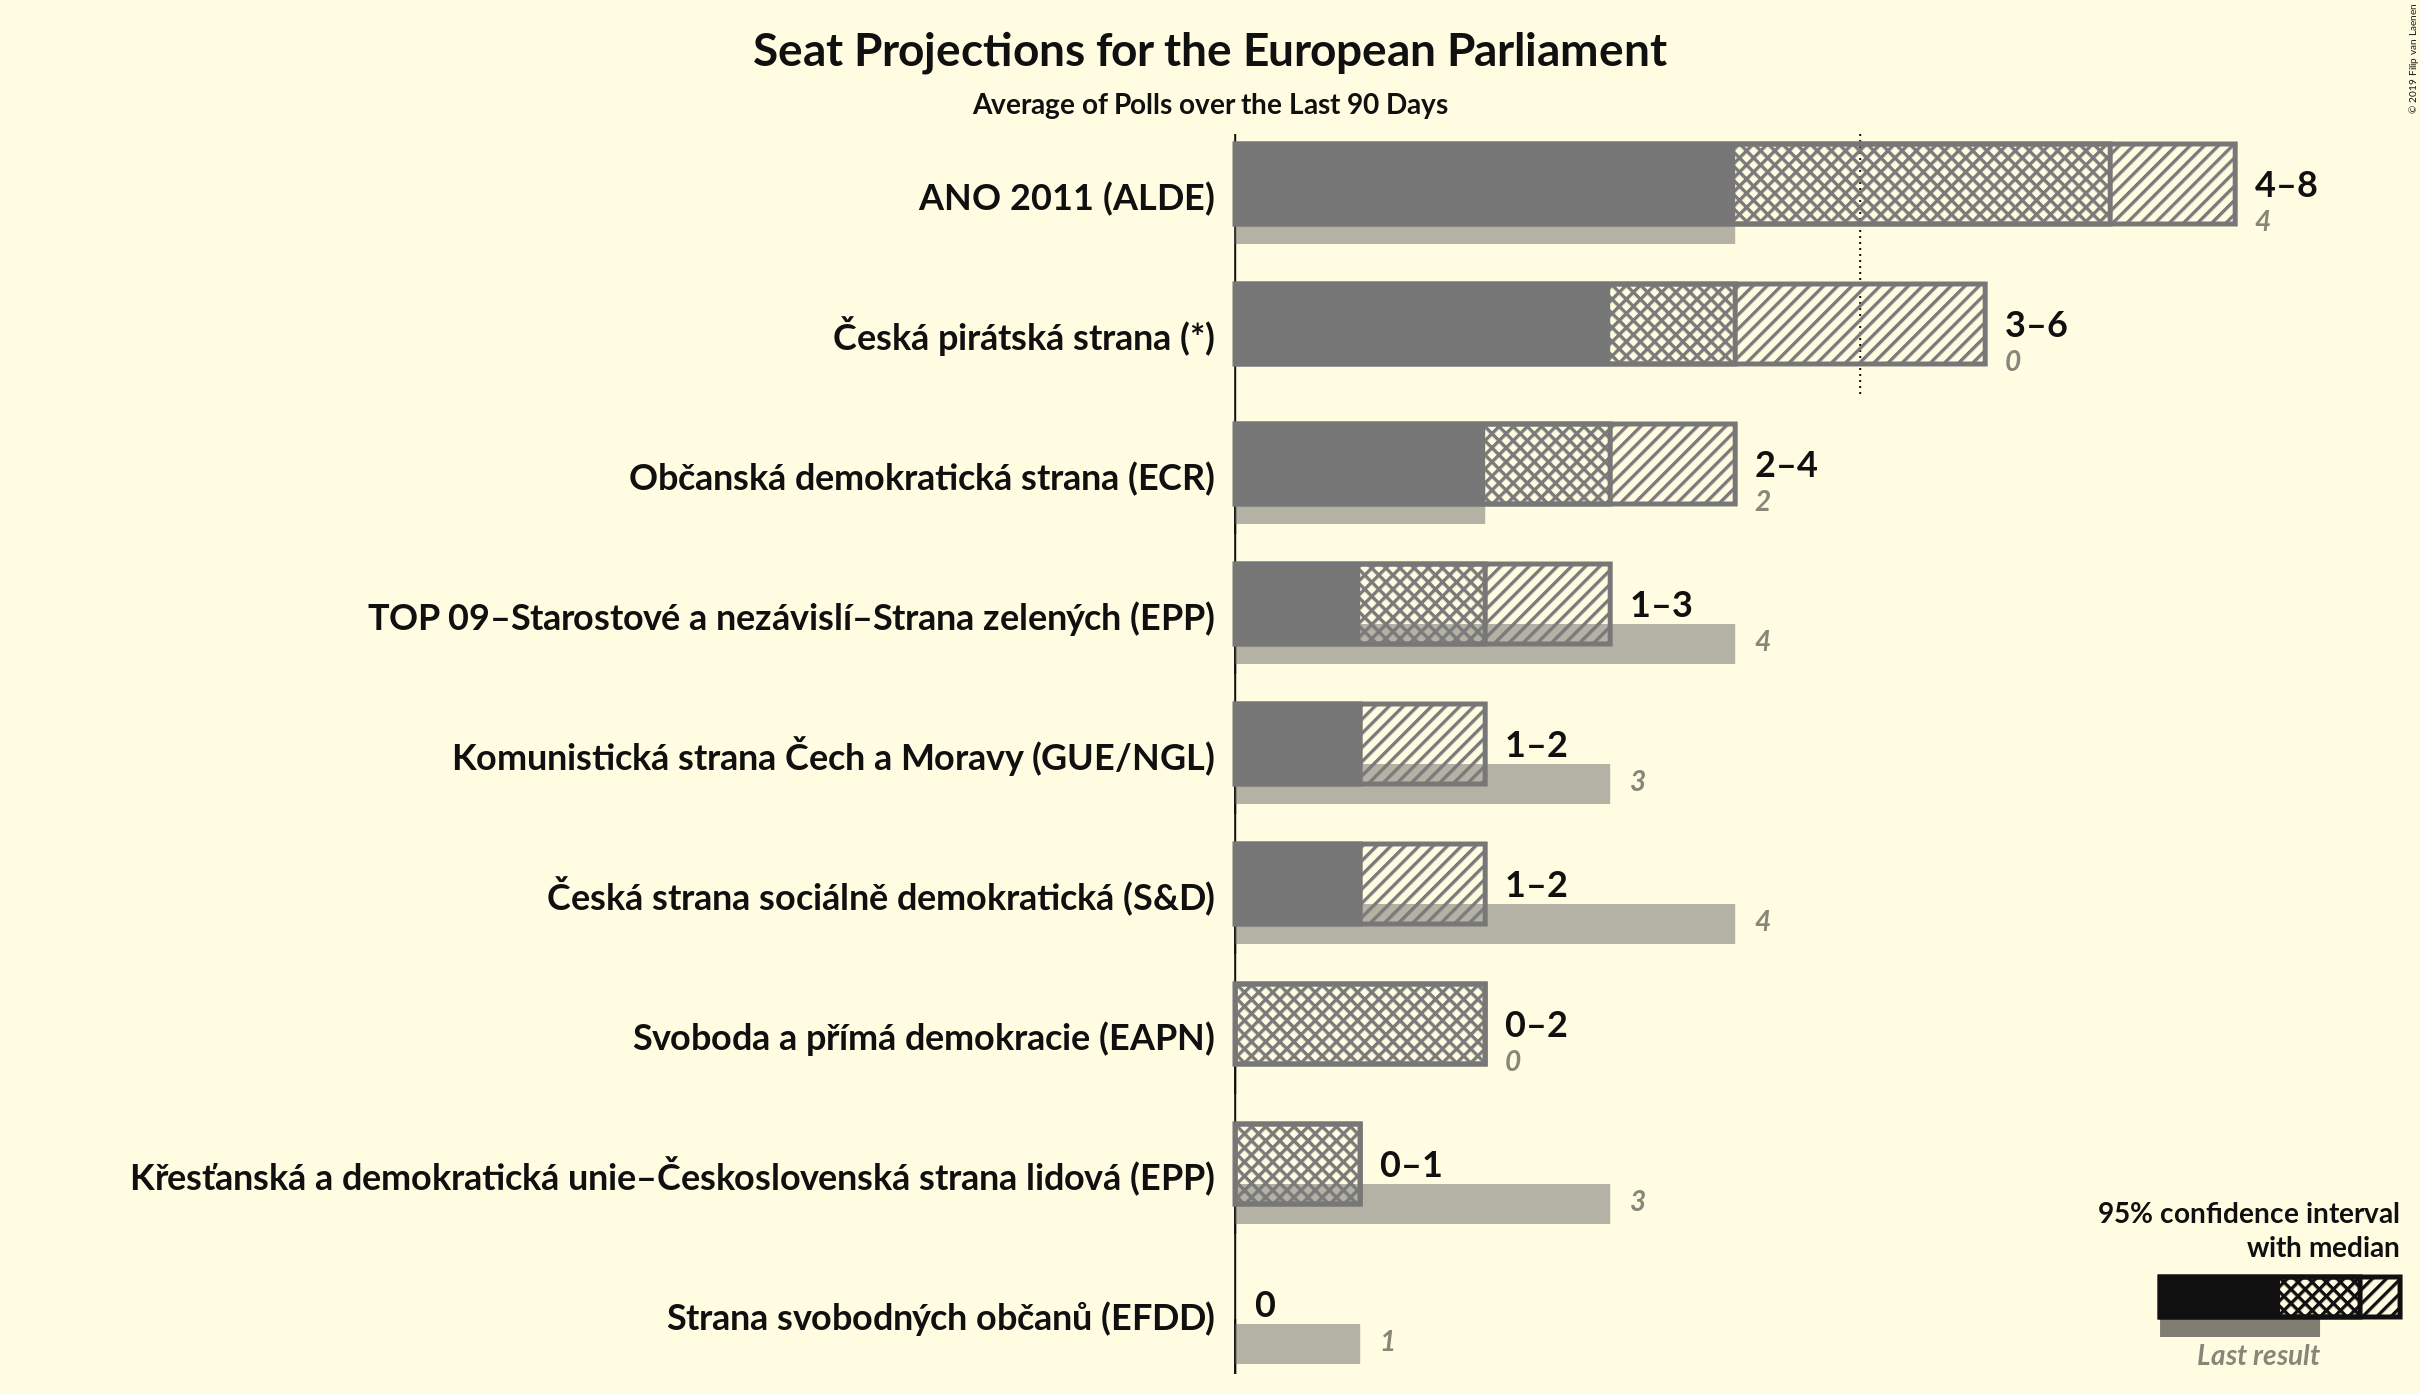 Seat Projections for the European Parliament
Average of Polls over the Last 90 Days
© 2019 Filip van Laenen
ANO 2011 (ALDE)
4–8
4
Česká pirátská strana (*)
3–6
0
Občanská demokratická strana (ECR)
2–4
2
TOP 09–Starostové a nezávislí–Strana zelených (EPP)
1–3
4
Komunistická strana Čech a Moravy (GUE/NGL)
1–2
3
Česká strana sociálně demokratická (S&D)
1–2
4
Svoboda a přímá demokracie (EAPN)
0–2
0
Křesťanská a demokratická unie–Československá strana lidová (EPP)
0–1
3
Strana svobodných občanů (EFDD)
0
1
95% confidence interval
with median
Last result